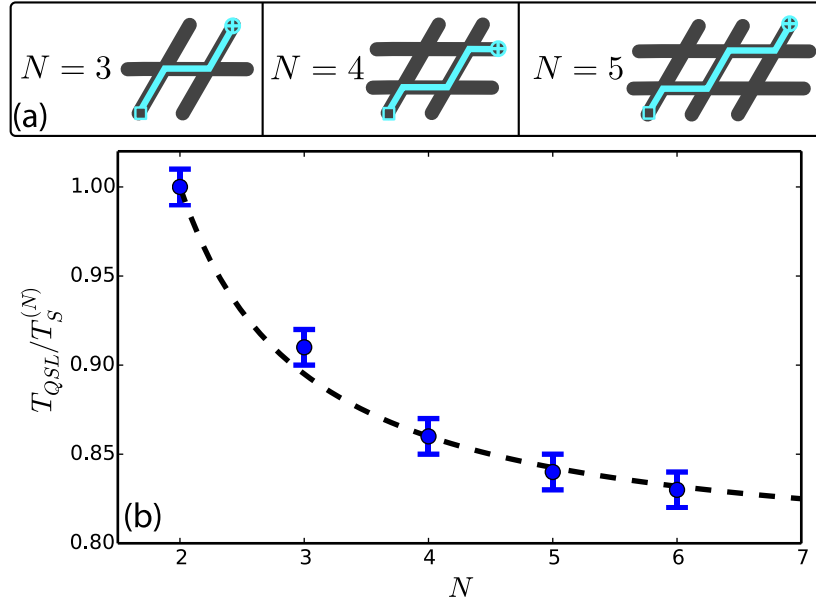 N = 3
N = 4
N = 5
(a)
1.00
0.95
0.90
0.85
0.80
T_{QSL}/T_S^{(N)}
(b)
2 3 4 5 6 7
N